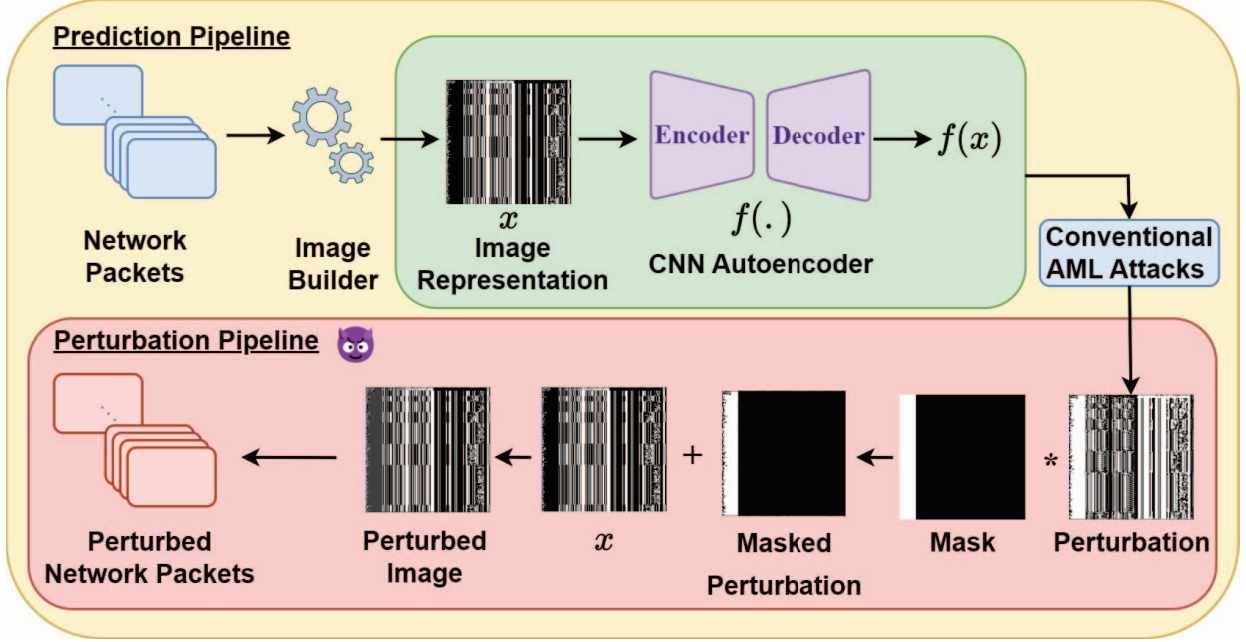 Prediction Pipeline
Network
Packets
Image
Builder
x
Image
Representation
Encoder
Decoder
f(.)
CNN Autoencoder
f(x)
Conventional
AML Attacks
Perturbation Pipeline
Perturbed
Network Packets
Perturbed
Image
x
+
Masked
Perturbation
Mask
*
Perturbation